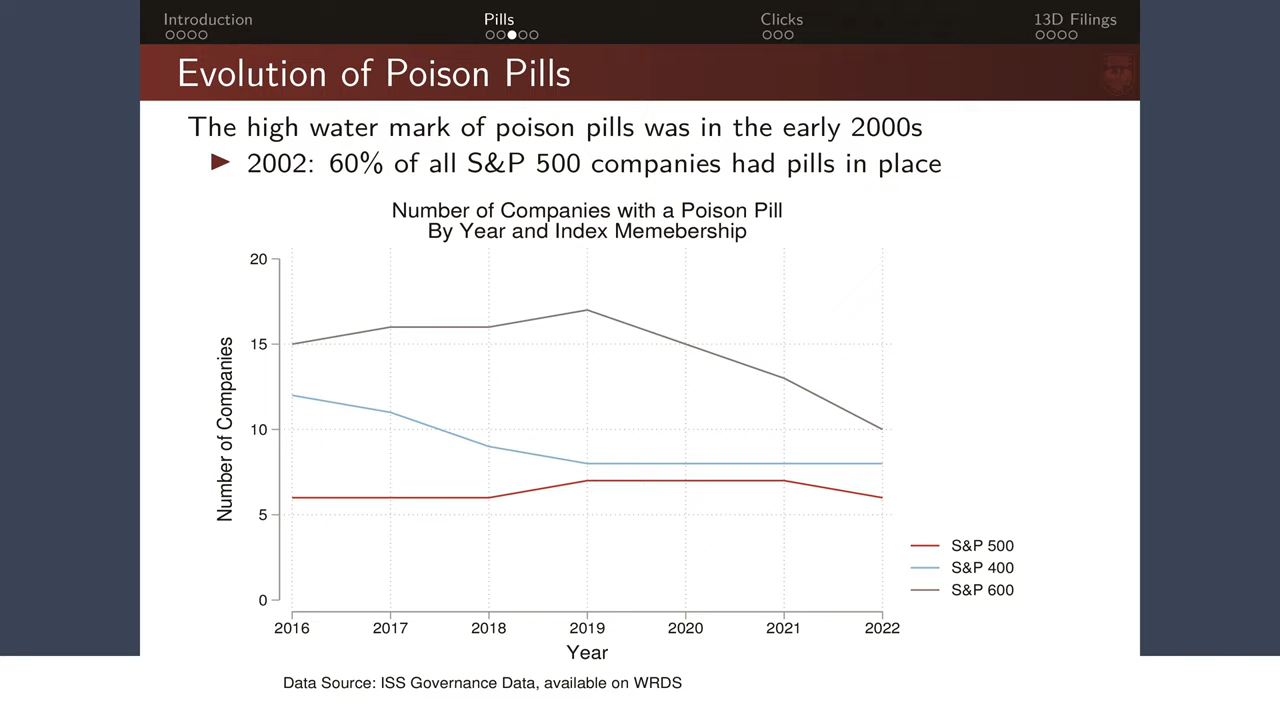 Introduction
Pills
Clicks
13D Filings
Evolution of Poison Pills
The high water mark of poison pills was in the early 2000s
2002: 60% of all S&P 500 companies had pills in place
Number of Companies with a Poison Pill
By Year and Index Memebership
Number of Companies
20
15
10
5
0
2016
2017
2018
2019
2020
2021
2022
Year
S&P 500
S&P 400
S&P 600
Data Source: ISS Governance Data, available on WRDS